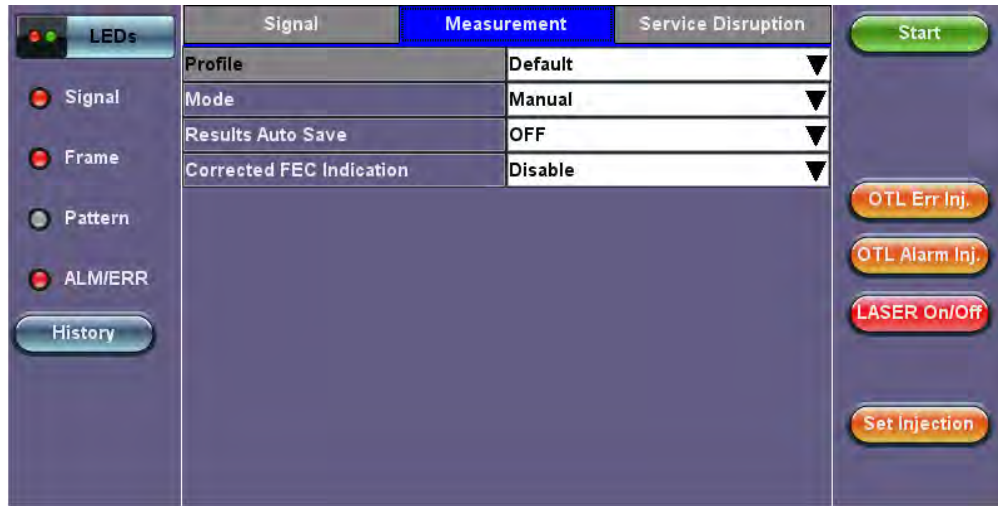 LEDs
Signal
Frame
Pattern
ALM/ERR
History
Signal Measurement Service Disruption
Profile Default
Mode Manual
Results Auto Save OFF
Corrected FEC Indication Disable
Start
OTL Err Inj.
OTL Alarm Inj.
LASER On/Off
Set Injection